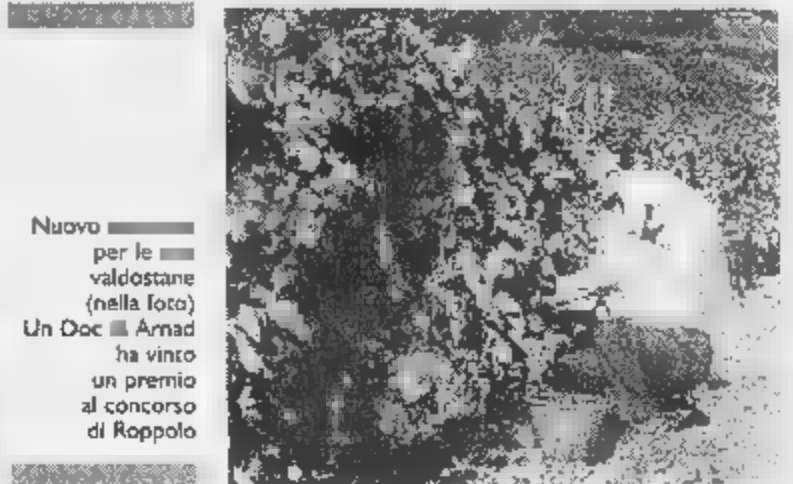 Nuovo
per le
valdostane
(nella foto)
Un Doc Arnad
ha vinto
un premio
al concorso
di Roppolo